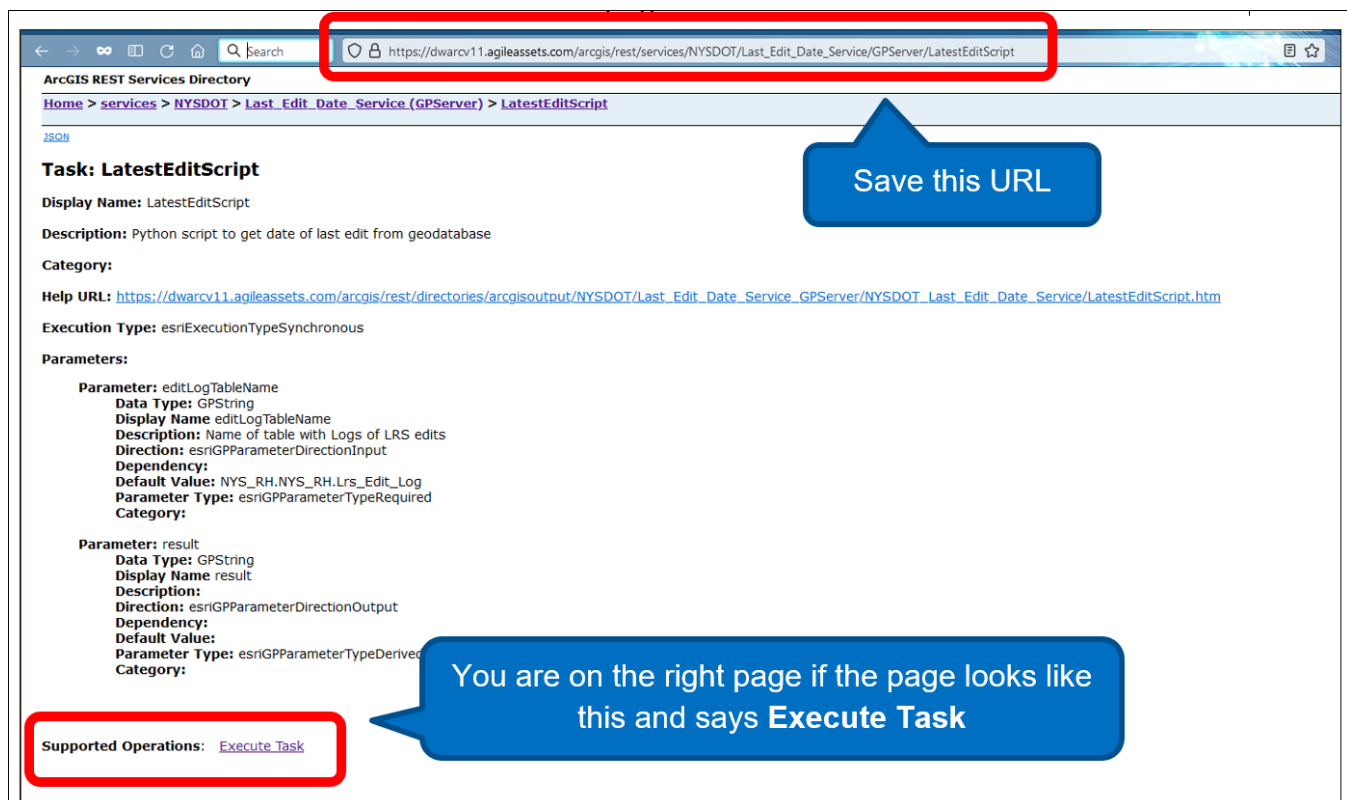 Search
https://dwarcv11.agileassets.com/arcgis/rest/services/NYSDOT/Last_Edit_Date_Service/GPServer/LatestEditScript
ArcGIS REST Services Directory
Home > services > NYSDOT > Last_Edit_Date_Service (GPServer) > LatestEditScript
JSON
Save this URL
Task: LatestEditScript
Display Name: LatestEditScript
Description: Python script to get date of last edit from geodatabase
Category:
Help URL: https://dwarcv11.agileassets.com/arcgis/rest/directories/arcgisoutput/NYSDOT/Last_Edit_Date_Service_GPServer/NYSDOT_Last_Edit_Date_Service/LatestEditScript.htm
Execution Type: esriExecutionTypeSynchronous
Parameters:
Parameter: editLogTableName
Data Type: GPString
Display Name editLogTableName
Description: Name of table with Logs of LRS edits
Direction: esriGPParameterDirectionInput
Dependency:
Default Value: NYS_RH.NYS_RH.Lrs_Edit_Log
Parameter Type: esriGPParameterTypeRequired
Category:
Parameter: result
Data Type: GPString
Display Name result
Description:
Direction: esriGPParameterDirectionOutput
Dependency:
Default Value:
Parameter Type: esriGPParameterTypeDerived
Category:
You are on the right page if the page looks like
this and says Execute Task
Supported Operations: Execute Task